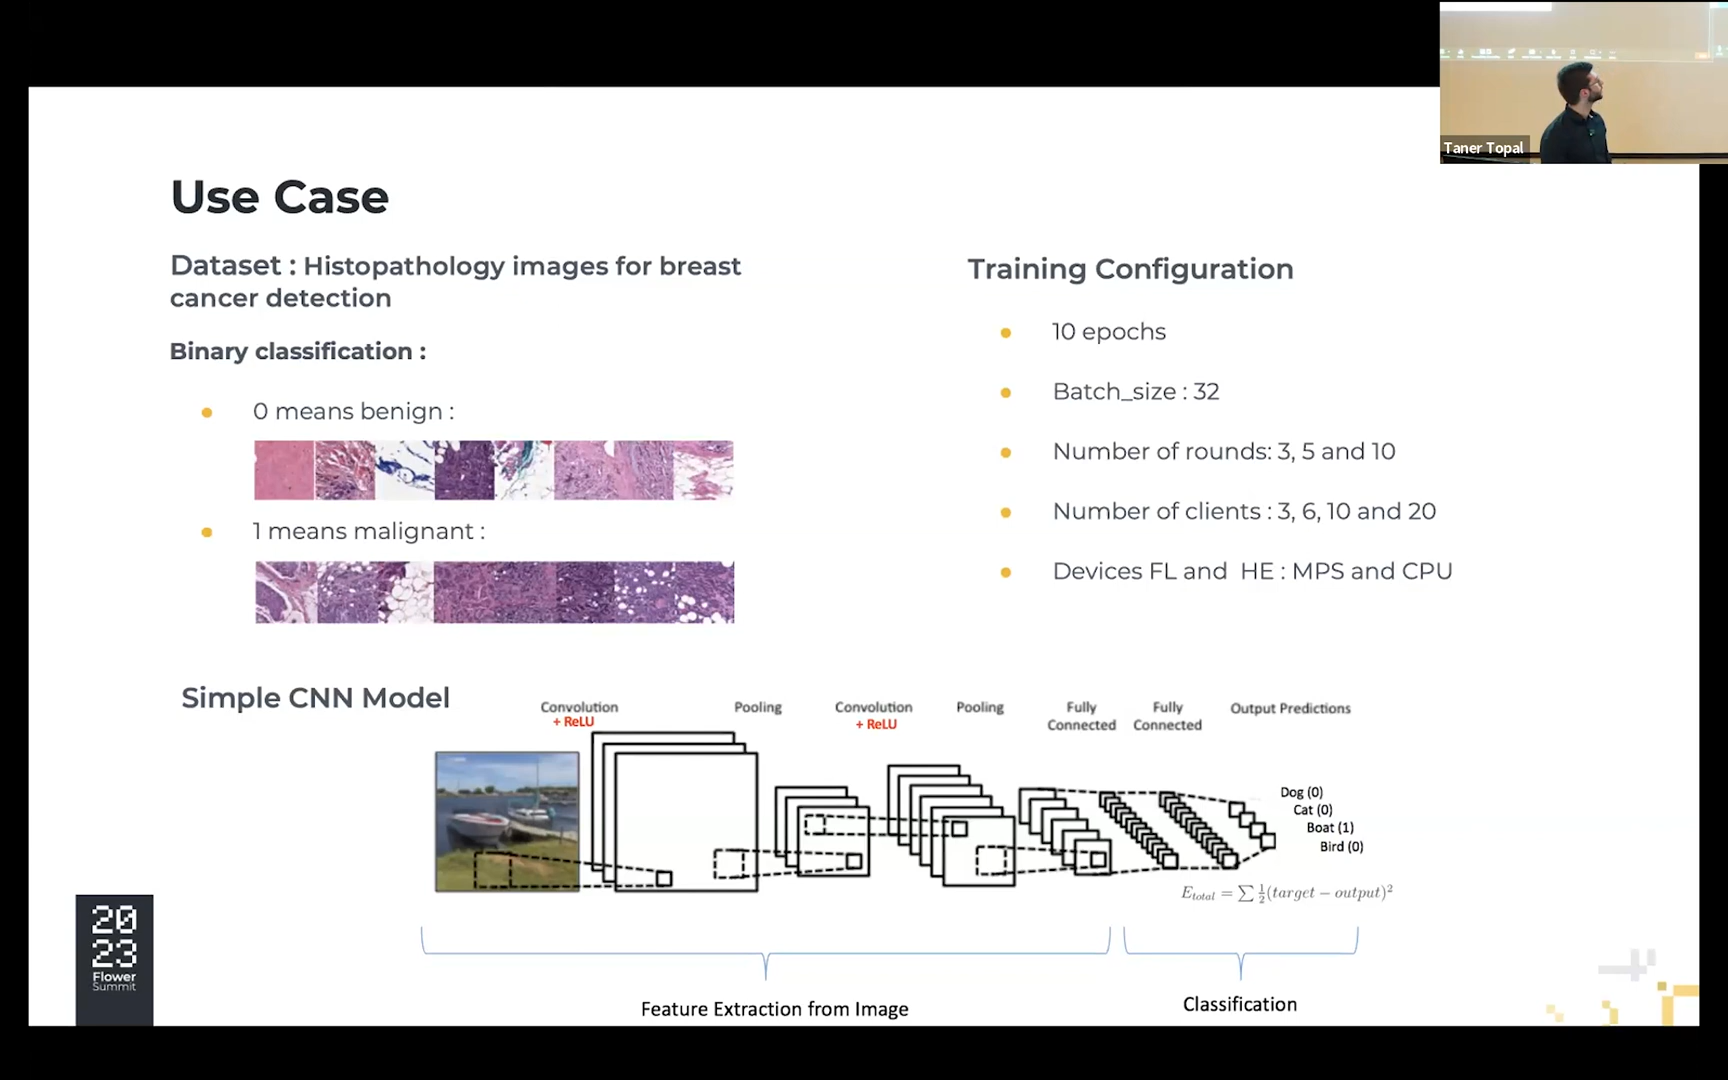 Taner Topal
Use Case
Dataset : Histopathology images for breast
cancer detection
Binary classification :
0 means benign :
1 means malignant :
Training Configuration
10 epochs
Batch_size : 32
Number of rounds: 3, 5 and 10
Number of clients : 3, 6, 10 and 20
Devices FL and HE : MPS and CPU
Simple CNN Model
Convolution
+ ReLU
Pooling
Convolution
+ ReLU
Pooling
Fully
Connected
Fully
Connected
Output Predictions
Dog (0)
Cat (0)
Boat (1)
Bird (0)
E_{total} = ∑ ½(target − output)²
Feature Extraction from Image
Classification
20
23
Flower
Summit